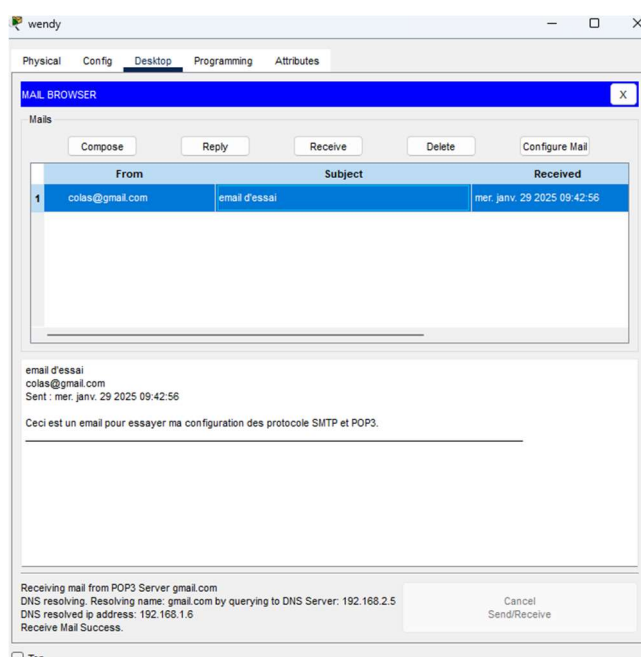 wendy
Physical Config Desktop Programming Attributes
MAIL BROWSER X
Mails
Compose Reply Receive Delete Configure Mail
From Subject Received
1 colas@gmail.com email d'essai mer. janv. 29 2025 09:42:56
email d'essai
colas@gmail.com
Sent : mer. janv. 29 2025 09:42:56
Ceci est un email pour essayer ma configuration des protocole SMTP et POP3.
Receiving mail from POP3 Server gmail.com
DNS resolving. Resolving name: gmail.com by querying to DNS Server: 192.168.2.5
DNS resolved ip address: 192.168.1.6
Receive Mail Success.
Cancel
Send/Receive